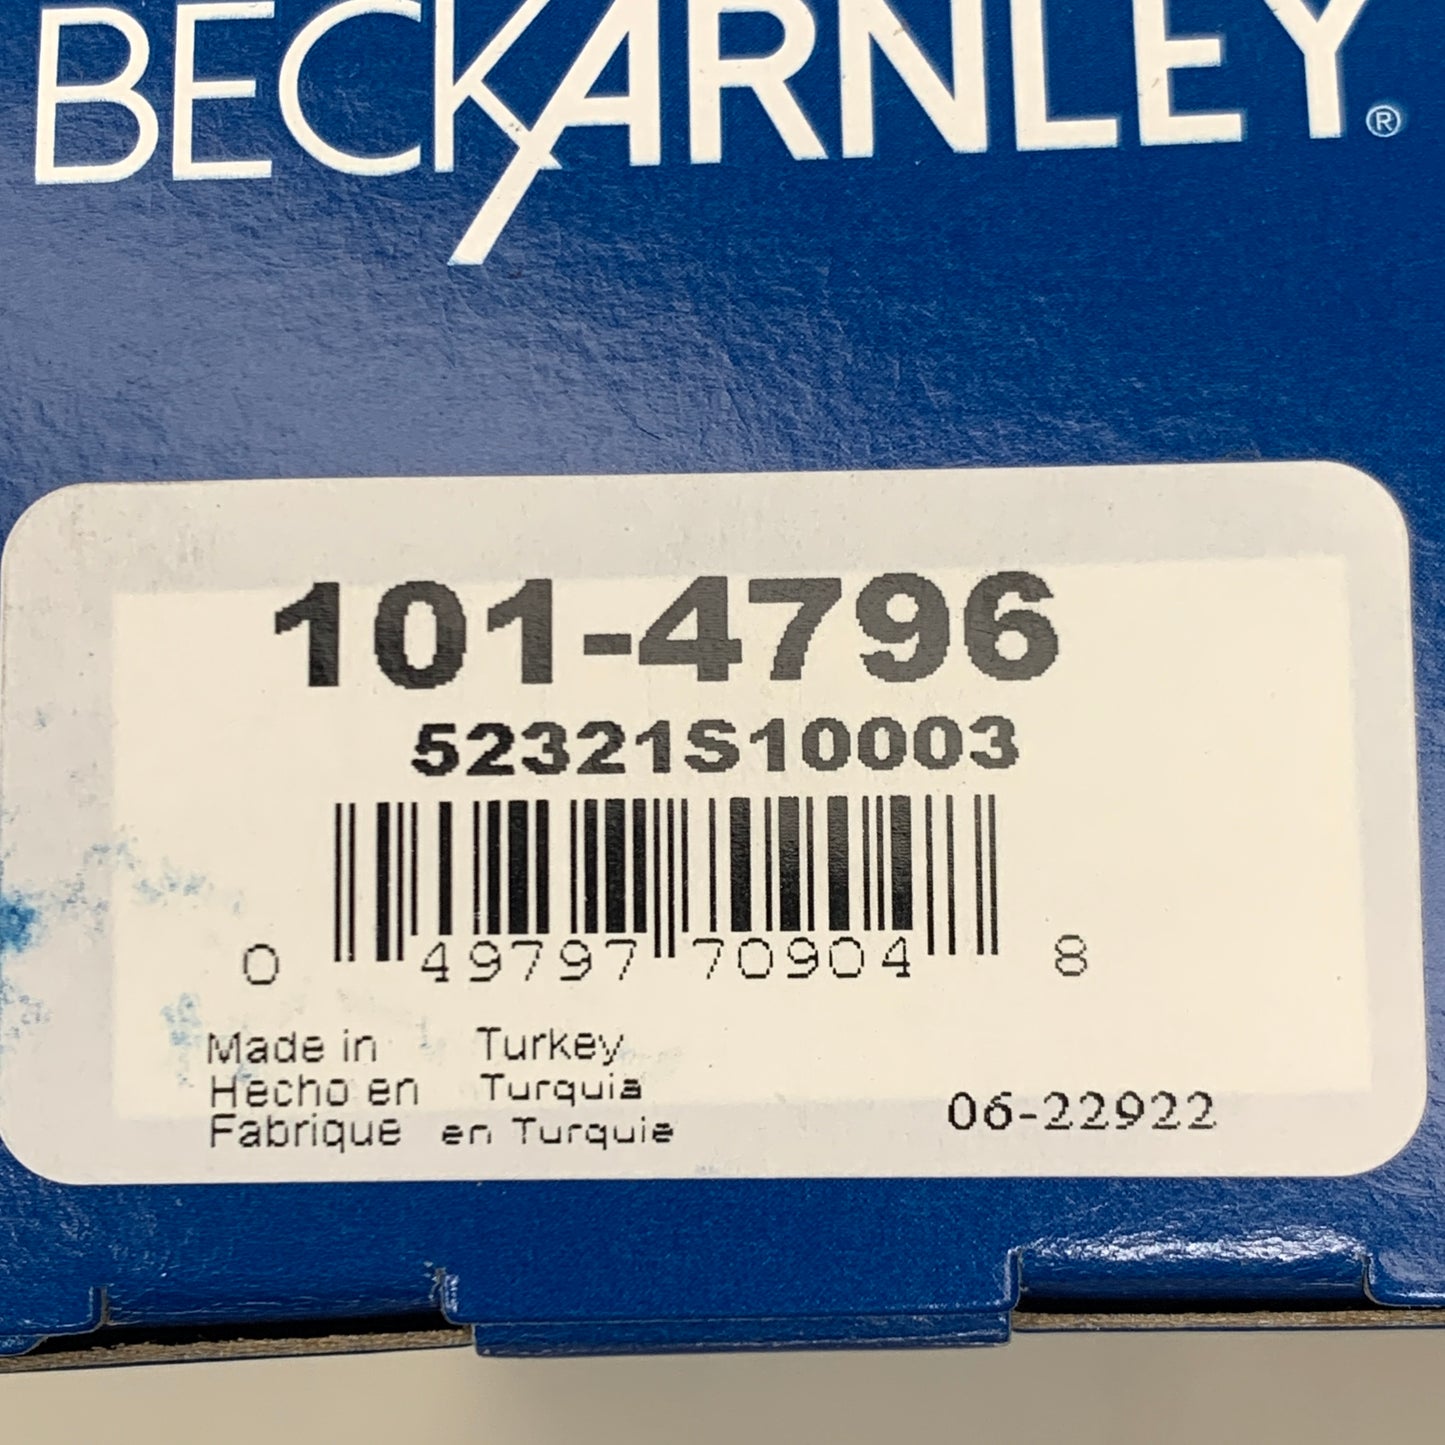 BECKARNLEY®
101-4796
52321S10003
0 49797 70904 8
Made in Turkey
Hecho en Turquia
Fabrique en Turquie
06-22922